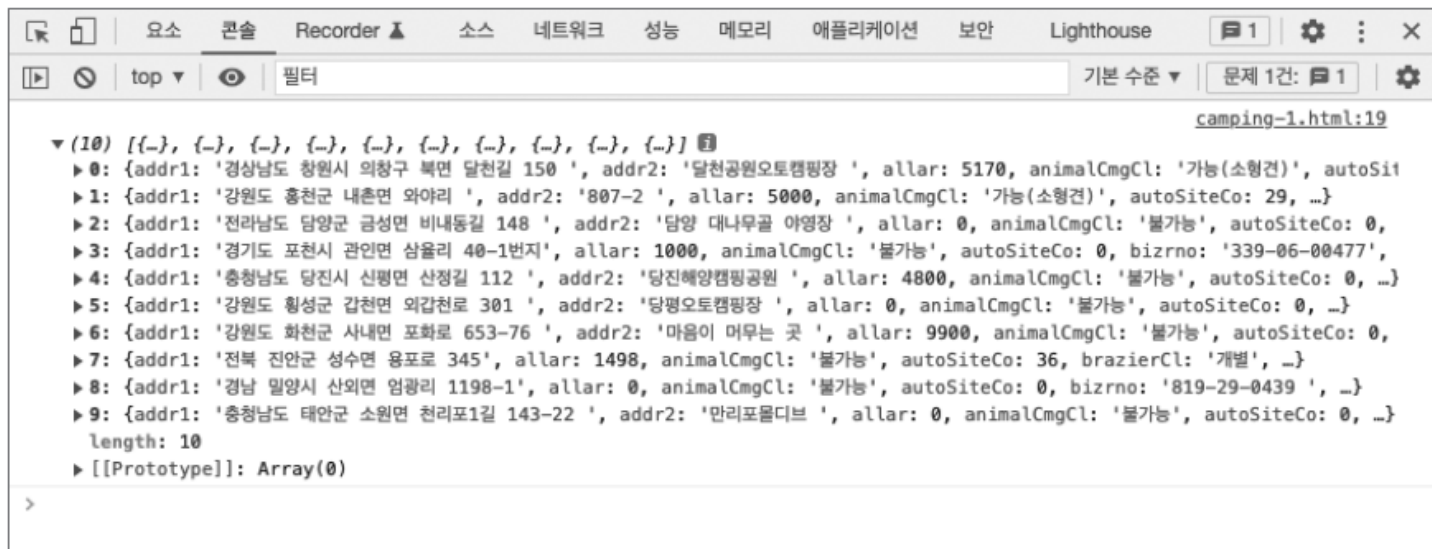 요소 콘솔 Recorder 소스 네트워크 성능 메모리 애플리케이션 보안 Lighthouse 1
top ▼ 필터 기본 수준 ▼ 문제 1건: 1
camping-1.html:19
▼ (10) [{…}, {…}, {…}, {…}, {…}, {…}, {…}, {…}, {…}, {…}] i
▶ 0: {addr1: '경상남도 창원시 의창구 북면 달천길 150 ', addr2: '달천공원오토캠핑장 ', allar: 5170, animalCmgCl: '가능(소형견)', autoSit
▶ 1: {addr1: '강원도 홍천군 내촌면 와야리 ', addr2: '807-2 ', allar: 5000, animalCmgCl: '가능(소형견)', autoSiteCo: 29, …}
▶ 2: {addr1: '전라남도 담양군 금성면 비내동길 148 ', addr2: '담양 대나무골 야영장 ', allar: 0, animalCmgCl: '불가능', autoSiteCo: 0,
▶ 3: {addr1: '경기도 포천시 관인면 삼율리 40-1번지', allar: 1000, animalCmgCl: '불가능', autoSiteCo: 0, bizrno: '339-06-00477',
▶ 4: {addr1: '충청남도 당진시 신평면 산정길 112 ', addr2: '당진해양캠핑공원 ', allar: 4800, animalCmgCl: '불가능', autoSiteCo: 0, …}
▶ 5: {addr1: '강원도 횡성군 갑천면 외갑천로 301 ', addr2: '당평오토캠핑장 ', allar: 0, animalCmgCl: '불가능', autoSiteCo: 0, …}
▶ 6: {addr1: '강원도 화천군 사내면 포화로 653-76 ', addr2: '마음이 머무는 곳 ', allar: 9900, animalCmgCl: '불가능', autoSiteCo: 0,
▶ 7: {addr1: '전북 진안군 성수면 용포로 345', allar: 1498, animalCmgCl: '불가능', autoSiteCo: 36, brazierCl: '개별', …}
▶ 8: {addr1: '경남 밀양시 산외면 엄광리 1198-1', allar: 0, animalCmgCl: '불가능', autoSiteCo: 0, bizrno: '819-29-0439 ', …}
▶ 9: {addr1: '충청남도 태안군 소원면 천리포1길 143-22 ', addr2: '만리포몰디브 ', allar: 0, animalCmgCl: '불가능', autoSiteCo: 0, …}
length: 10
▶ [[Prototype]]: Array(0)
>